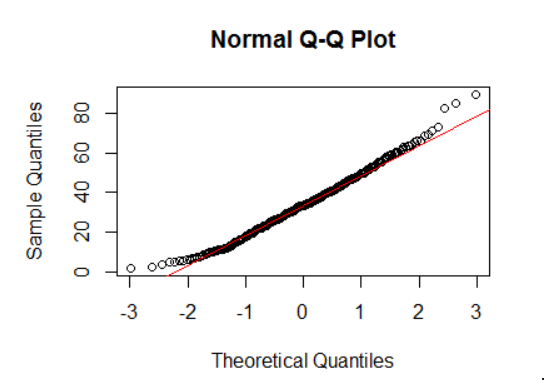 Normal Q-Q Plot
Sample Quantiles
80
60
40
20
0
-3 -2 -1 0 1 2 3
Theoretical Quantiles